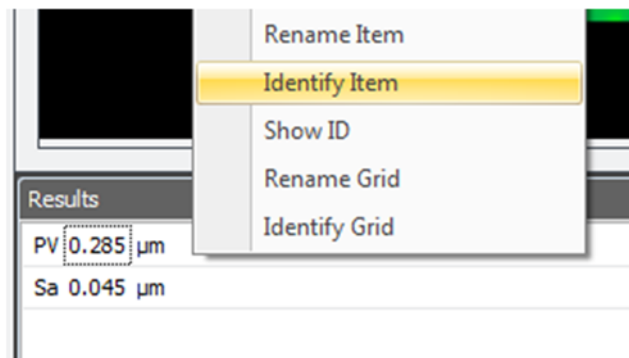 Rename Item
Identify Item
Show ID
Rename Grid
Identify Grid
Results
PV 0.285 µm
Sa 0.045 µm